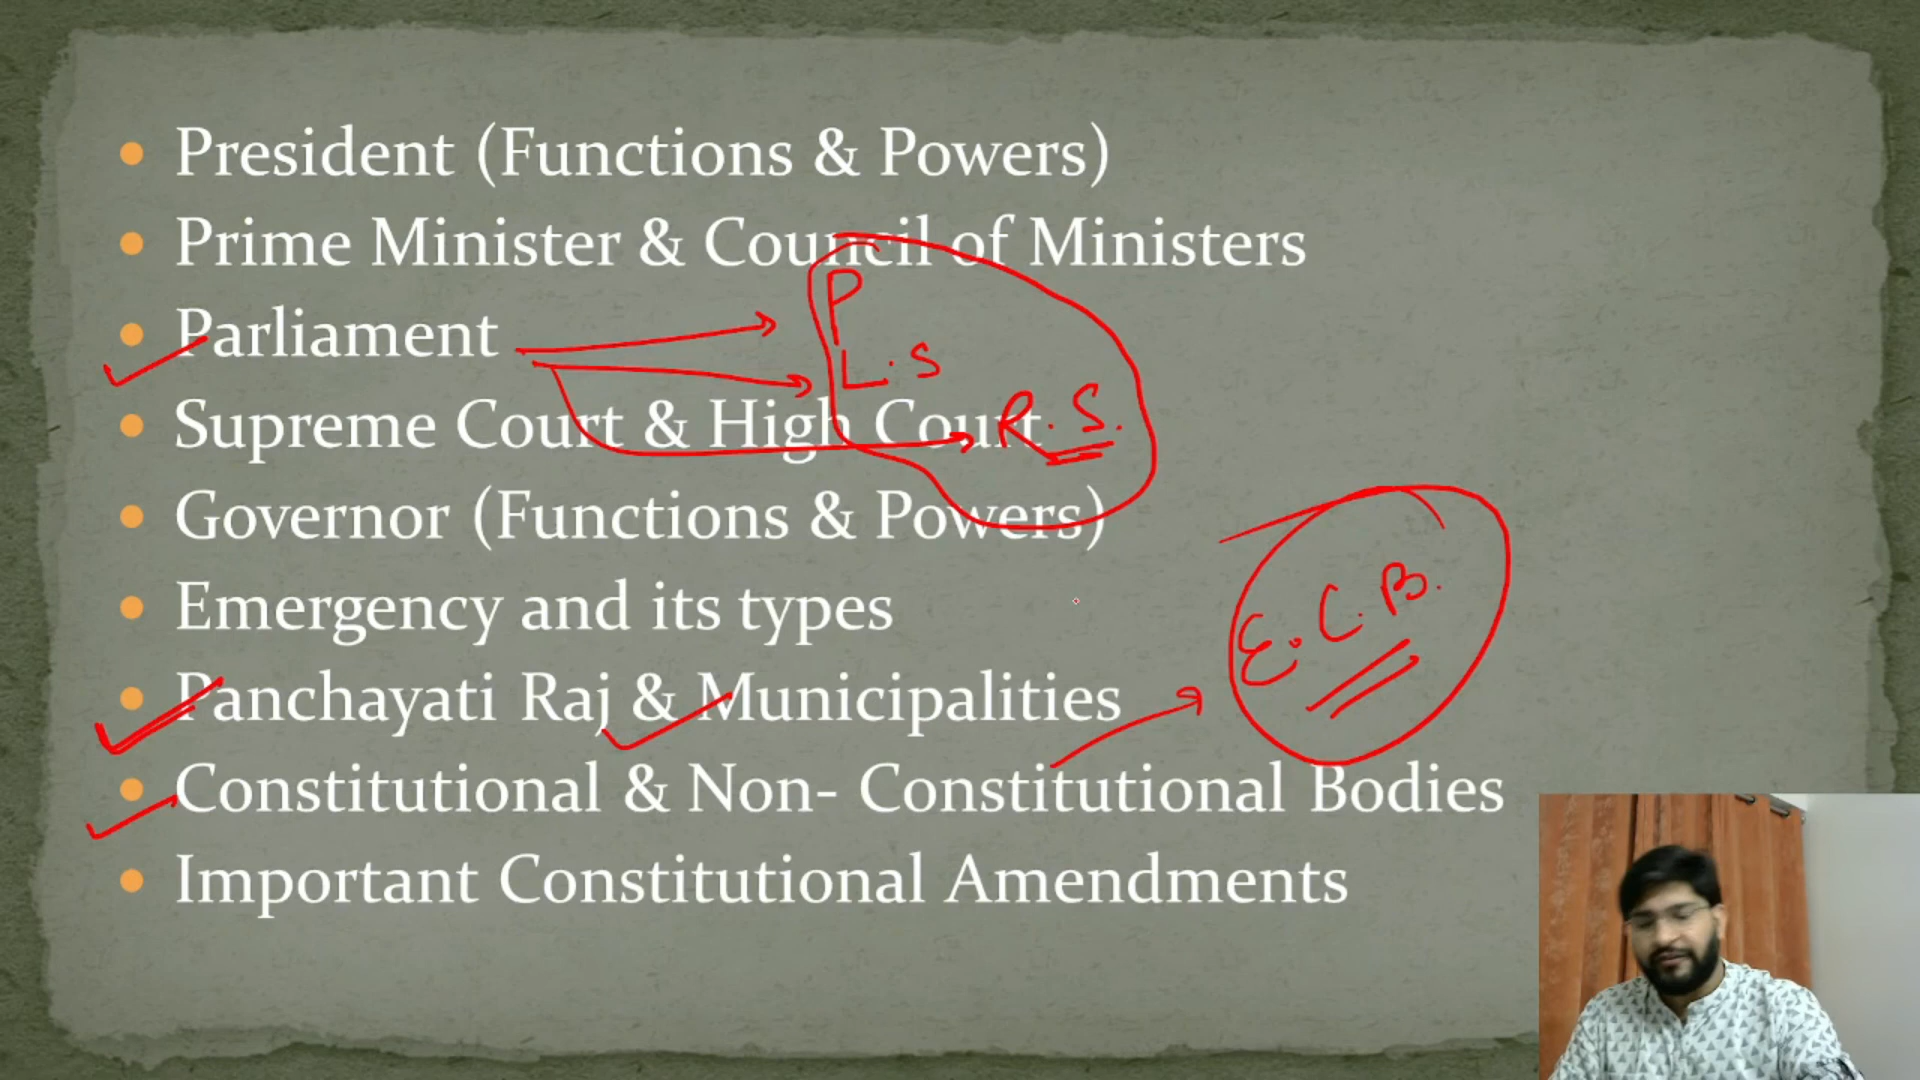 President (Functions & Powers)
Prime Minister & Council of Ministers
P
Parliament
L.S
Supreme Court & High Court
R.S.
Governor (Functions & Powers)
E.C.B.
Emergency and its types
Panchayati Raj & Municipalities
Constitutional & Non- Constitutional Bodies
Important Constitutional Amendments